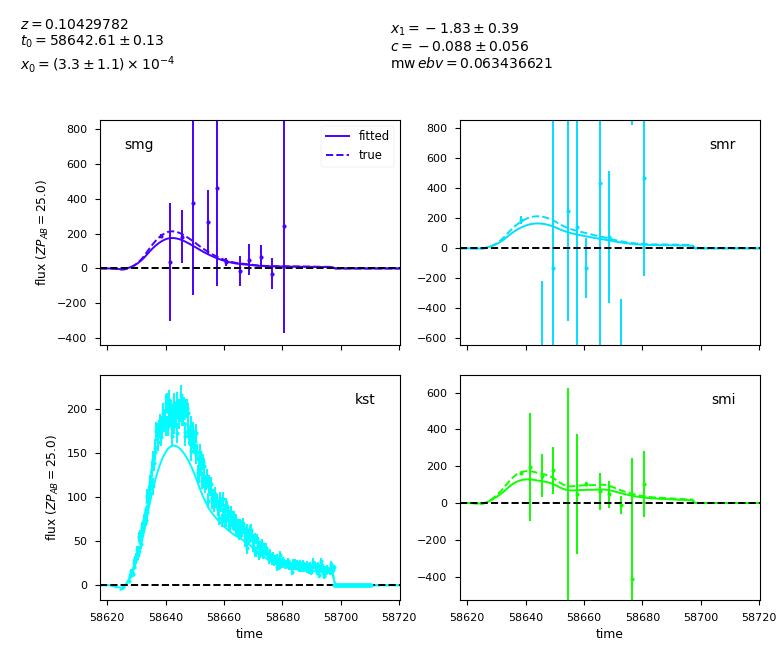 z = 0.10429782
t₀ = 58642.61 ± 0.13
x₀ = (3.3 ± 1.1) × 10⁻⁴
x₁ = −1.83 ± 0.39
c = −0.088 ± 0.056
mw ebv = 0.063436621
smg
fitted
true
flux (ZP_AB = 25.0)
800
600
400
200
0
−200
−400
smr
800
600
400
200
0
−200
−400
−600
kst
flux (ZP_AB = 25.0)
200
150
100
50
0
58620 58640 58660 58680 58700 58720
time
smi
600
400
200
0
−200
−400
58620 58640 58660 58680 58700 58720
time